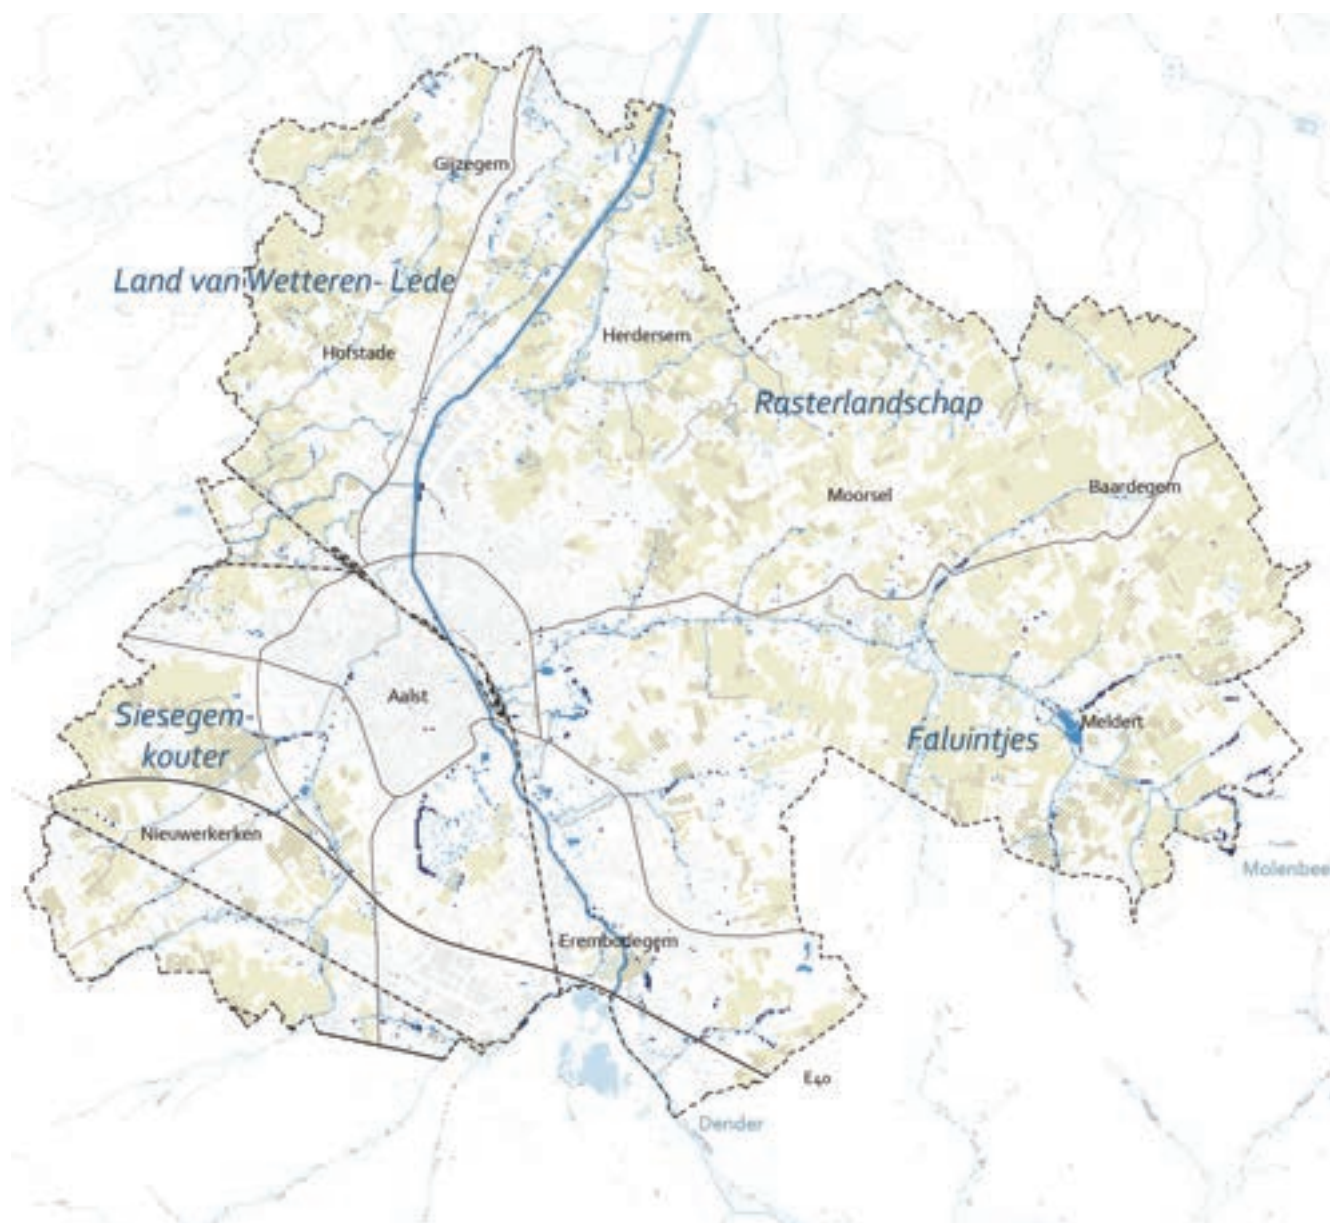 Gijzegem
Land van Wetteren- Lede
Herdersem
Hofstade
Rasterlandschap
Baardegem
Moorsel
Aalst
Siesegem-
kouter
Meldert
Faluintjes
Nieuwerkerken
Molenbee
Erembodegem
E40
Dender